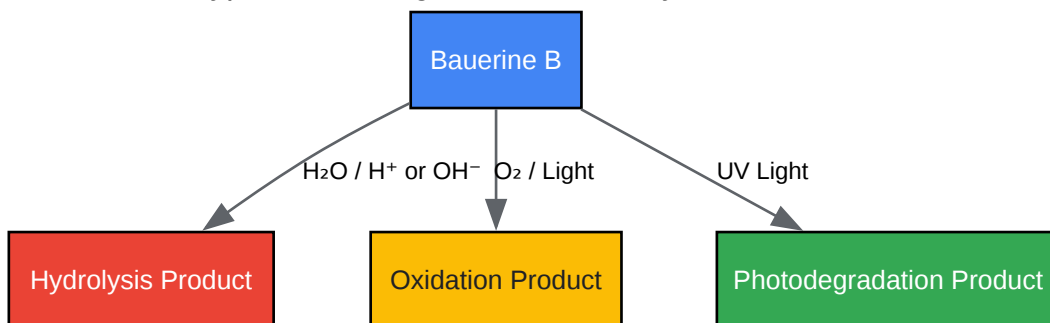 Bauerine B
H₂O / H⁺ or OH⁻
O₂ / Light
UV Light
Hydrolysis Product
Oxidation Product
Photodegradation Product